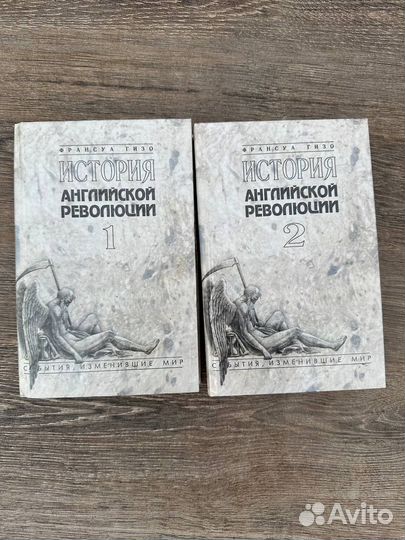 ФРАНСУА ГИЗО
ИСТОРИЯ
АНГЛИЙСКОЙ
РЕВОЛЮЦИИ
1
СОБЫТИЯ, ИЗМЕНИВШИЕ МИР
ФРАНСУА ГИЗО
ИСТОРИЯ
АНГЛИЙСКОЙ
РЕВОЛЮЦИИ
2
СОБЫТИЯ, ИЗМЕНИВШИЕ МИР
Avito